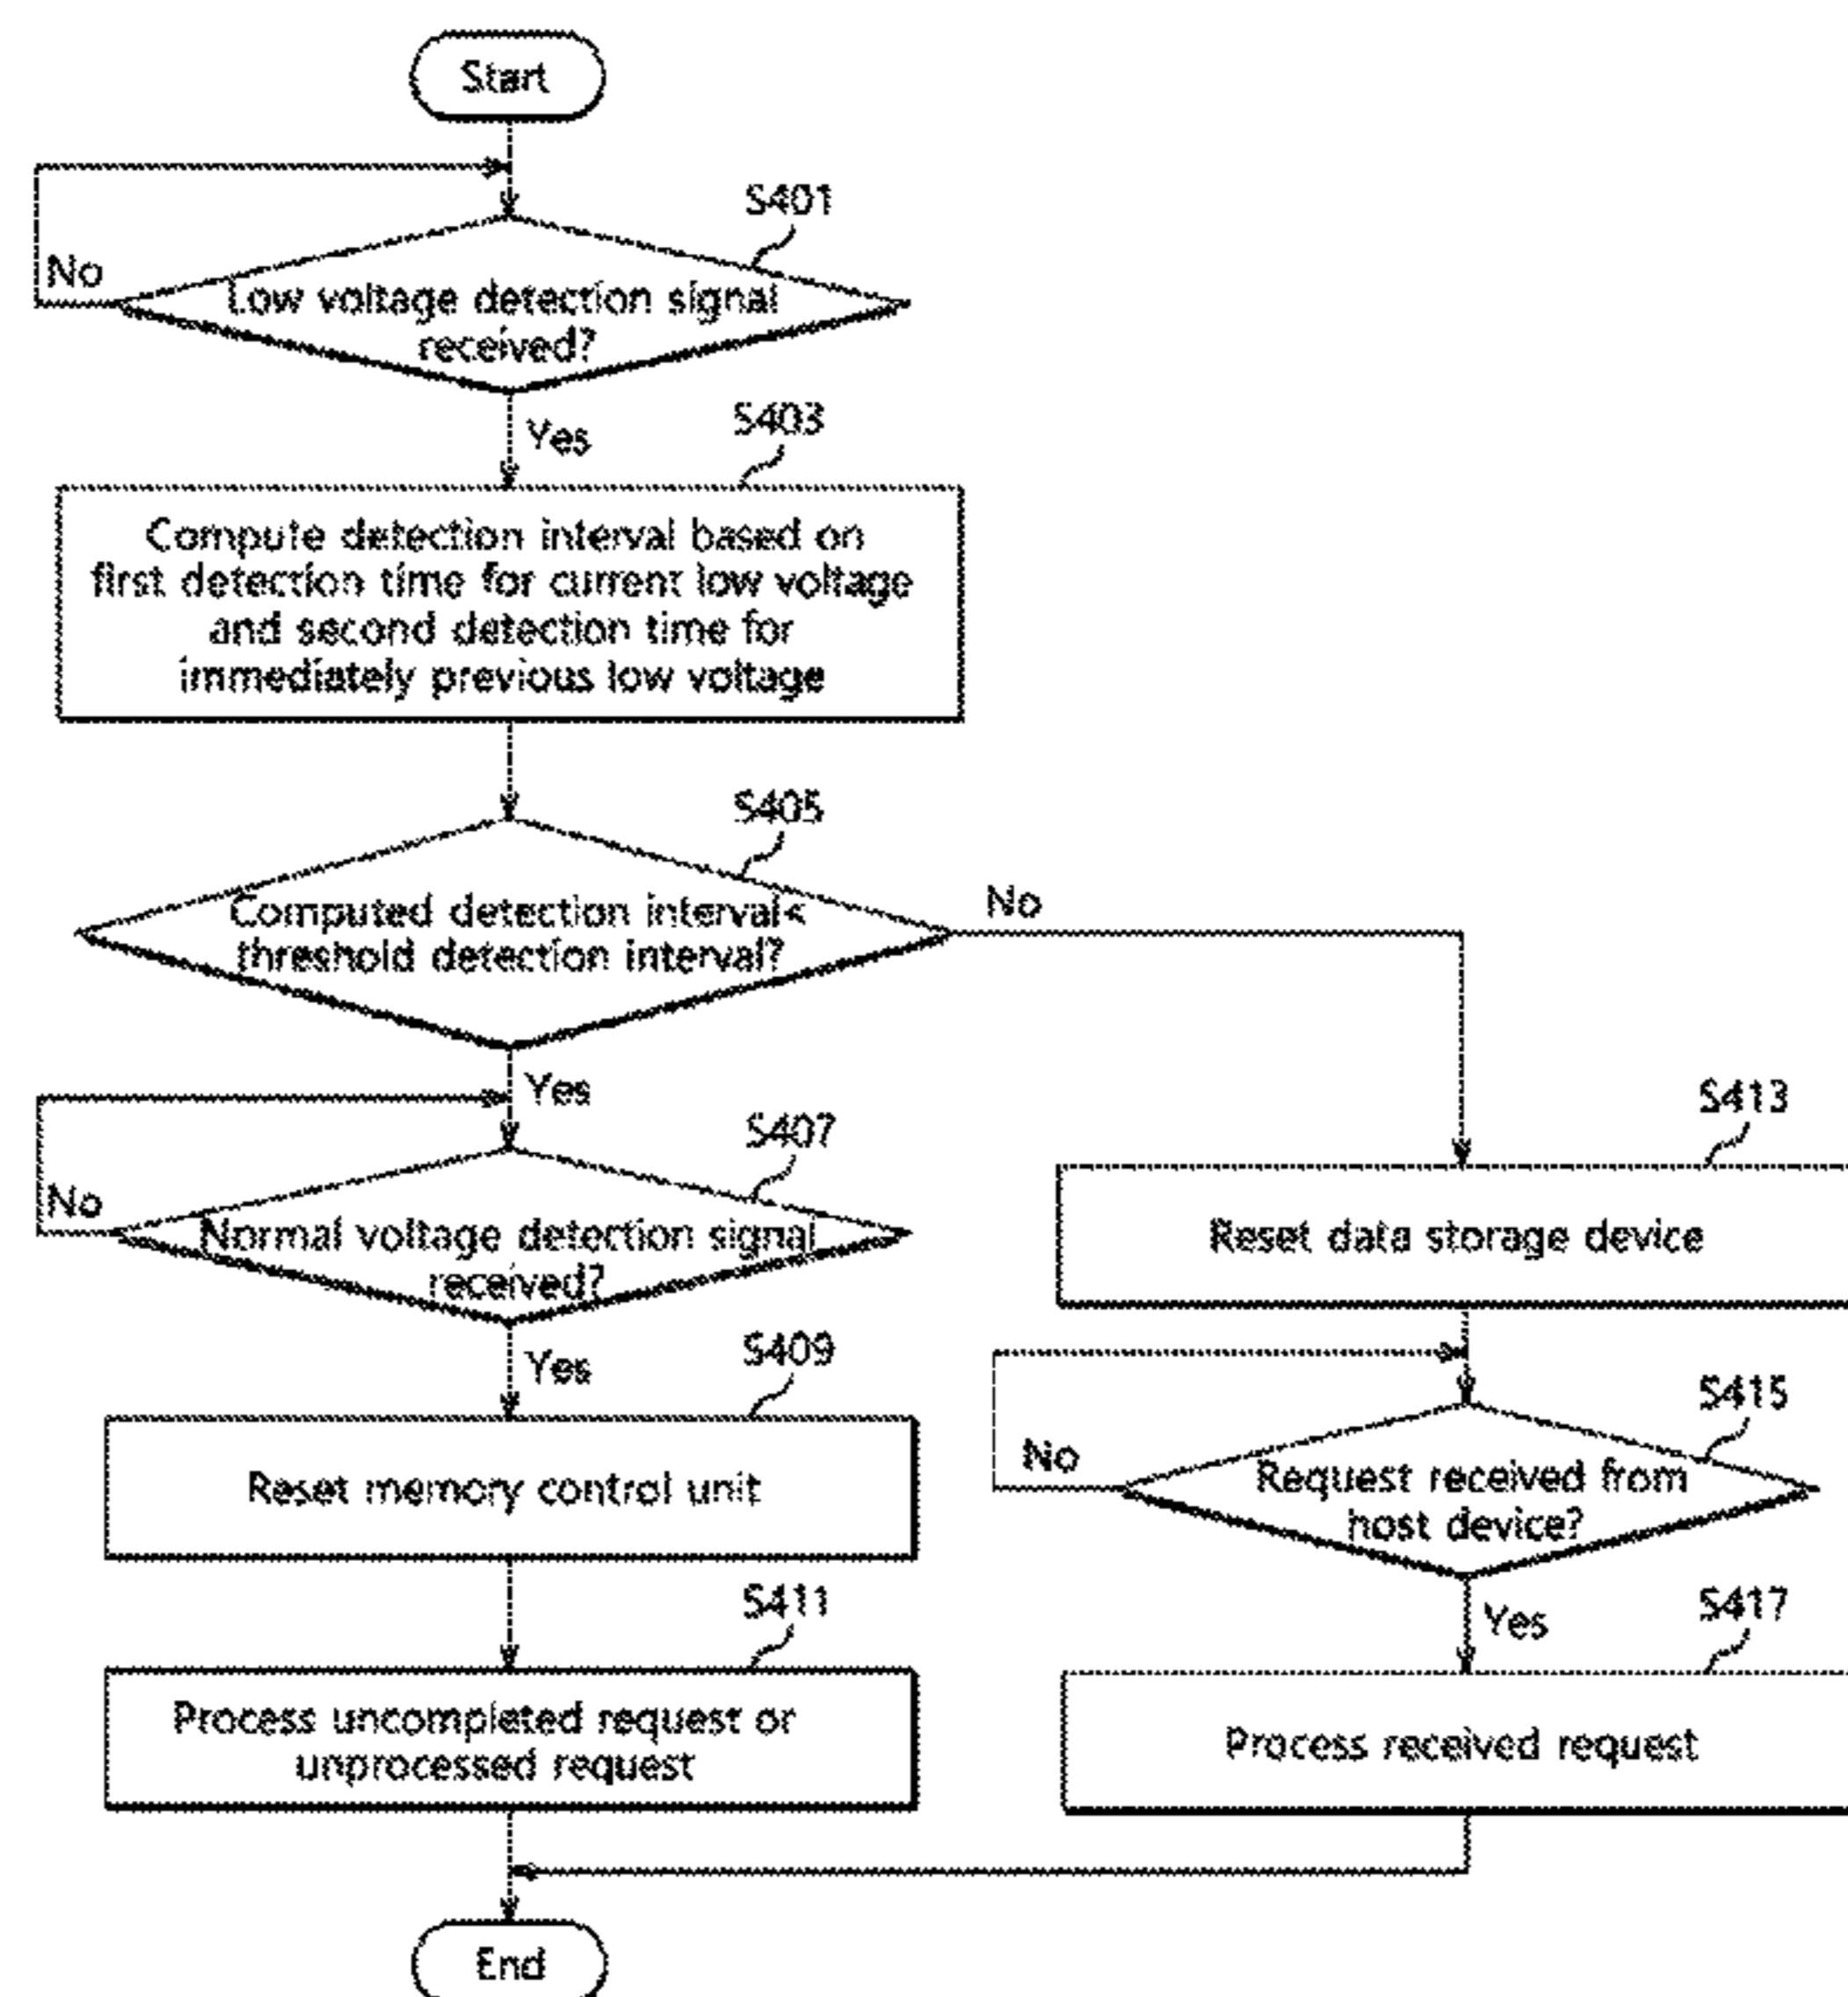 Start
S401
No
Low voltage detection signal
received?
Yes
S403
Compute detection interval based on
first detection time for current low voltage
and second detection time for
immediately previous low voltage
S405
Computed detection interval<
threshold detection interval?
No
Yes
S407
No
Normal voltage detection signal
received?
Yes
S409
Reset memory control unit
S411
Process uncompleted request or
unprocessed request
S413
Reset data storage device
S415
No
Request received from
host device?
Yes
S417
Process received request
End